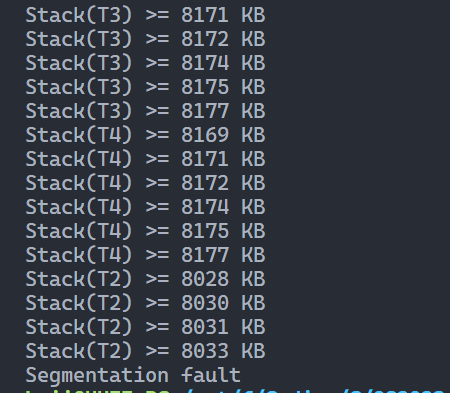 Stack(T3) >= 8171 KB
Stack(T3) >= 8172 KB
Stack(T3) >= 8174 KB
Stack(T3) >= 8175 KB
Stack(T3) >= 8177 KB
Stack(T4) >= 8169 KB
Stack(T4) >= 8171 KB
Stack(T4) >= 8172 KB
Stack(T4) >= 8174 KB
Stack(T4) >= 8175 KB
Stack(T4) >= 8177 KB
Stack(T2) >= 8028 KB
Stack(T2) >= 8030 KB
Stack(T2) >= 8031 KB
Stack(T2) >= 8033 KB
Segmentation fault